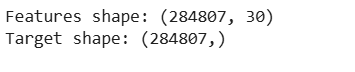 Features shape: (284807, 30)
Target shape: (284807,)